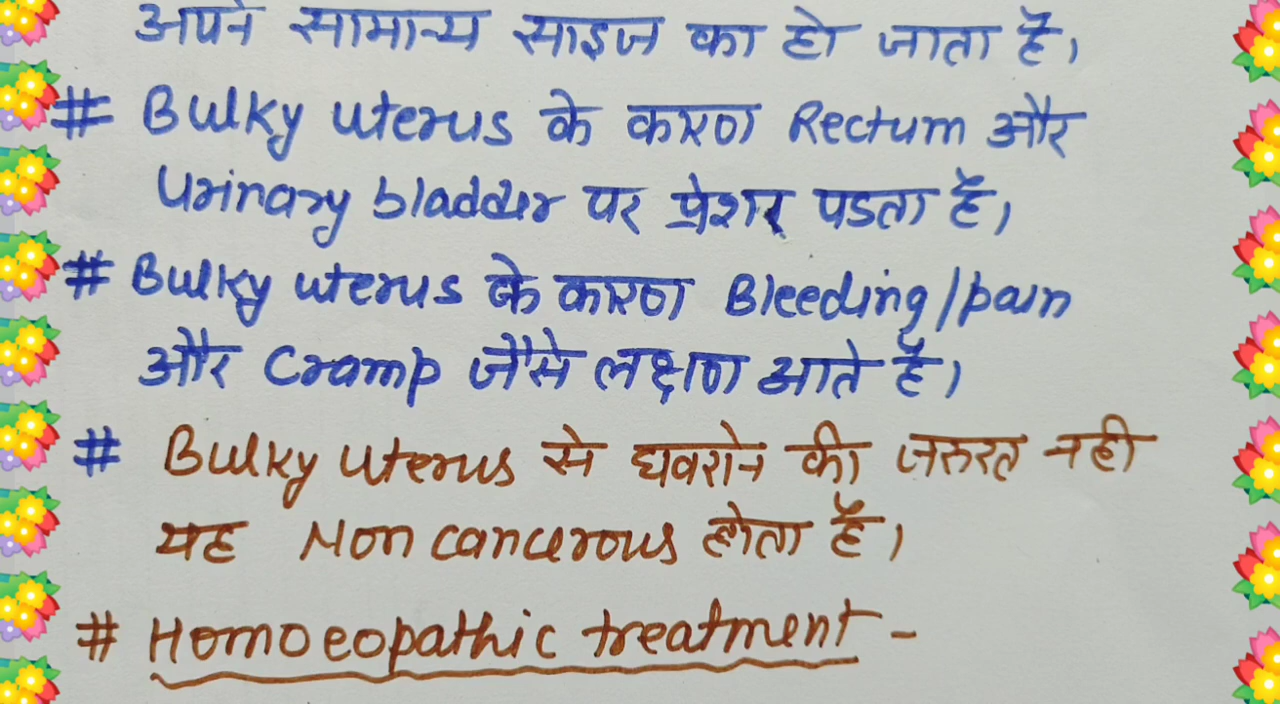 अपने सामान्य साइज का हो जाता है।
# Bulky uterus के कारण Rectum और
Urinary bladder पर प्रेशर पडता है।
# Bulky uterus के कारण Bleeding/pain
और Cramp जैसे लक्षण आते है।
# Bulky uterus से घवराने की जरुरत नही
यह Non cancerous होता है।
# Homoeopathic treatment -